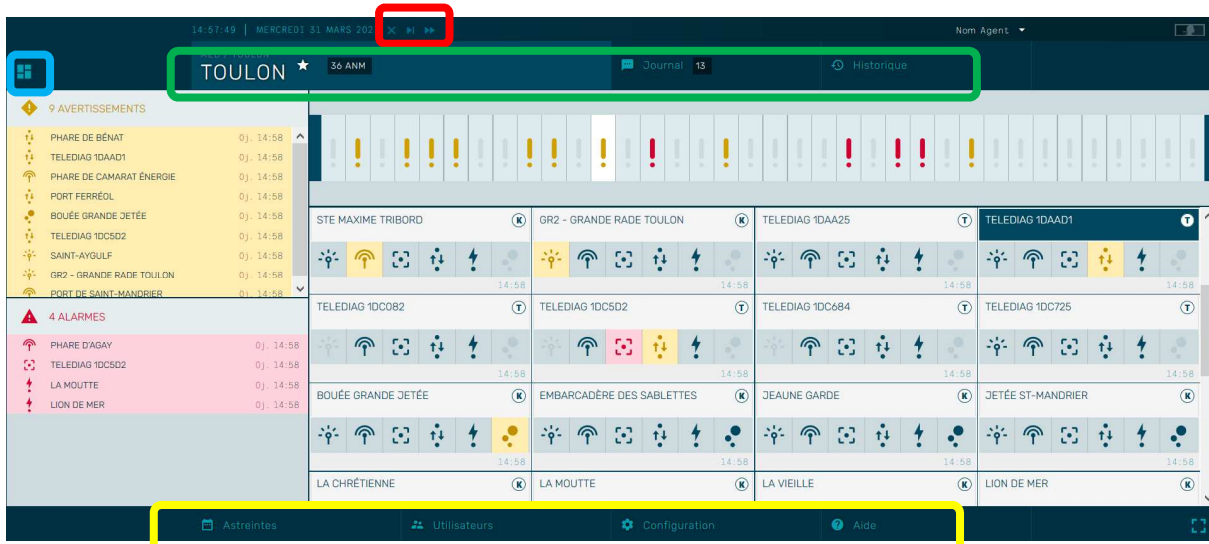 14:57:49 | MERCREDI 31 MARS 202
Nom Agent
TOULON
36 ANM
Journal 13
Historique
9 AVERTISSEMENTS
PHARE DE BÉNAT 0j. 14:58
TELEDIAG 1DAAD1 0j. 14:58
PHARE DE CAMARAT ÉNERGIE 0j. 14:58
PORT FERRÉOL 0j. 14:58
BOUÉE GRANDE JETÉE 0j. 14:58
TELEDIAG 1DC5D2 0j. 14:58
SAINT-AYGULF 0j. 14:58
GR2 - GRANDE RADE TOULON 0j. 14:58
PORT DE SAINT-MANDRIER 0j. 14:58
4 ALARMES
PHARE D'AGAY 0j. 14:58
TELEDIAG 1DC5D2 0j. 14:58
LA MOUTTE 0j. 14:58
LION DE MER 0j. 14:58
STE MAXIME TRIBORD K
GR2 - GRANDE RADE TOULON K
TELEDIAG 1DAA25 T
TELEDIAG 1DAAD1 T
14:58
14:58
14:58
14:58
TELEDIAG 1DC082 T
TELEDIAG 1DC5D2 T
TELEDIAG 1DC684 T
TELEDIAG 1DC725 T
14:58
14:58
14:58
14:58
BOUÉE GRANDE JETÉE K
EMBARCADÈRE DES SABLETTES K
JEAUNE GARDE K
JETÉE ST-MANDRIER K
14:58
14:58
14:58
14:58
LA CHRÉTIENNE K
LA MOUTTE K
LA VIEILLE K
LION DE MER K
Astreintes
Utilisateurs
Configuration
Aide